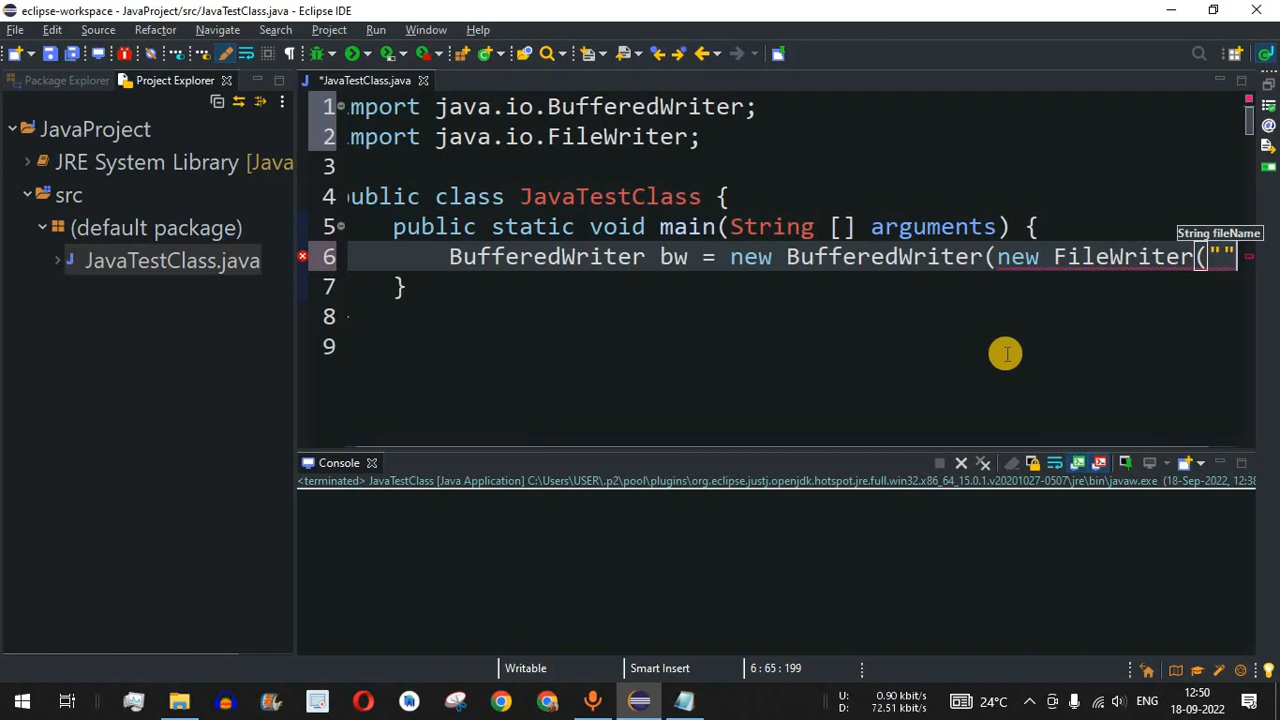 eclipse-workspace - JavaProject/src/JavaTestClass.java - Eclipse IDE
File Edit Source Refactor Navigate Search Project Run Window Help
Package Explorer Project Explorer
*JavaTestClass.java
JavaProject
JRE System Library [Java
src
(default package)
JavaTestClass.java
1 mport java.io.BufferedWriter;
2 mport java.io.FileWriter;
3
4 public class JavaTestClass {
5 public static void main(String [] arguments) {
String fileName
6 BufferedWriter bw = new BufferedWriter(new FileWriter(""
7 }
8
9
Console
<terminated> JavaTestClass [Java Application] C:\Users\USER\.p2\pool\plugins\org.eclipse.justj.openjdk.hotspot.jre.full.win32.x86_64_15.0.1.v20201027-0507\jre\bin\javaw.exe (18-Sep-2022, 12:38
Writable Smart Insert 6 : 65 : 199
U: 0.90 kbit/s
D: 72.51 kbit/s
24°C
ENG
12:50
18-09-2022